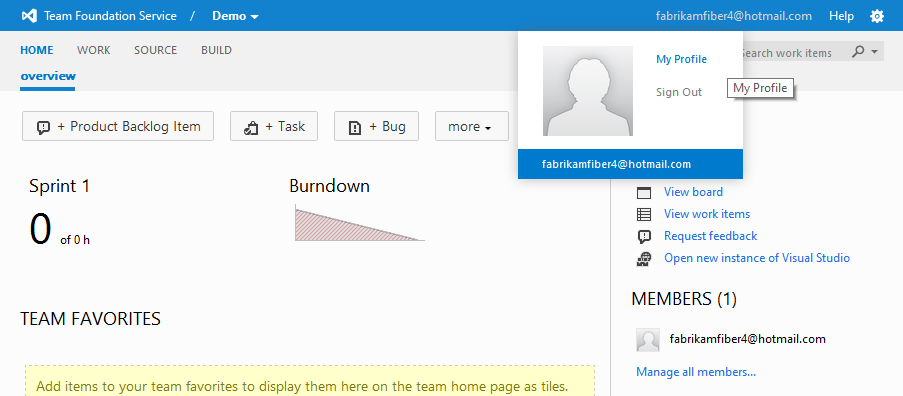 Team Foundation Service / Demo fabrikamfiber4@hotmail.com Help
HOME WORK SOURCE BUILD
overview
My Profile
Sign Out
My Profile
fabrikamfiber4@hotmail.com
Search work items
+ Product Backlog Item + Task + Bug more
Sprint 1
0 of 0 h
Burndown
View board
View work items
Request feedback
Open new instance of Visual Studio
MEMBERS (1)
fabrikamfiber4@hotmail.com
Manage all members...
TEAM FAVORITES
Add items to your team favorites to display them here on the team home page as tiles.